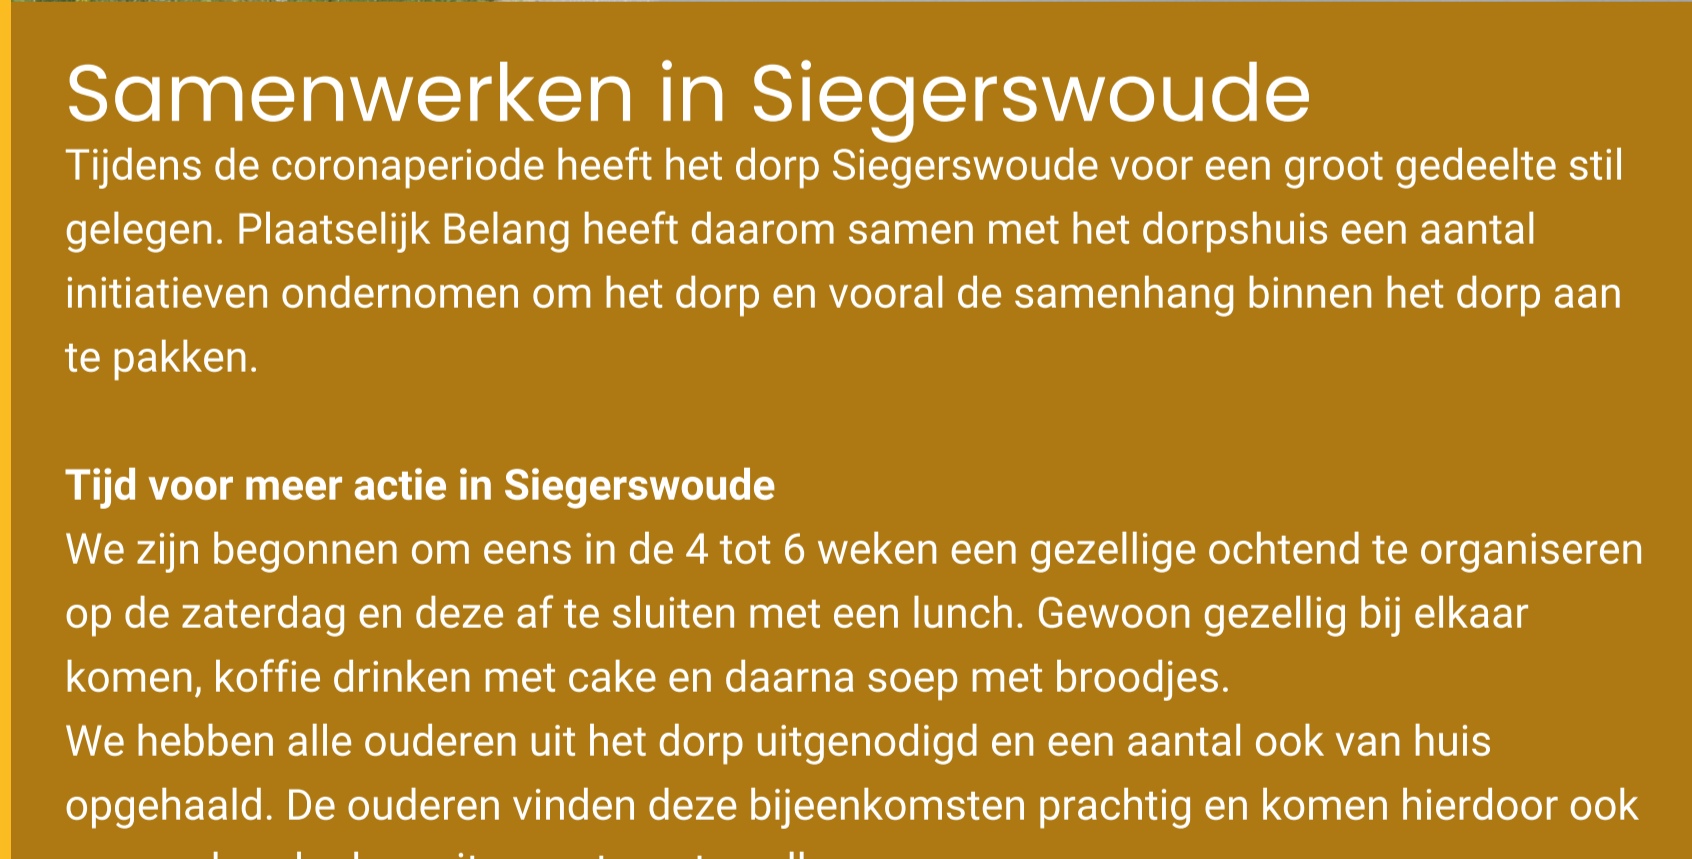 Samenwerken in Siegerswoude
Tijdens de coronaperiode heeft het dorp Siegerswoude voor een groot gedeelte stil
gelegen. Plaatselijk Belang heeft daarom samen met het dorpshuis een aantal
initiatieven ondernomen om het dorp en vooral de samenhang binnen het dorp aan
te pakken.
Tijd voor meer actie in Siegerswoude
We zijn begonnen om eens in de 4 tot 6 weken een gezellige ochtend te organiseren
op de zaterdag en deze af te sluiten met een lunch. Gewoon gezellig bij elkaar
komen, koffie drinken met cake en daarna soep met broodjes.
We hebben alle ouderen uit het dorp uitgenodigd en een aantal ook van huis
opgehaald. De ouderen vinden deze bijeenkomsten prachtig en komen hierdoor ook